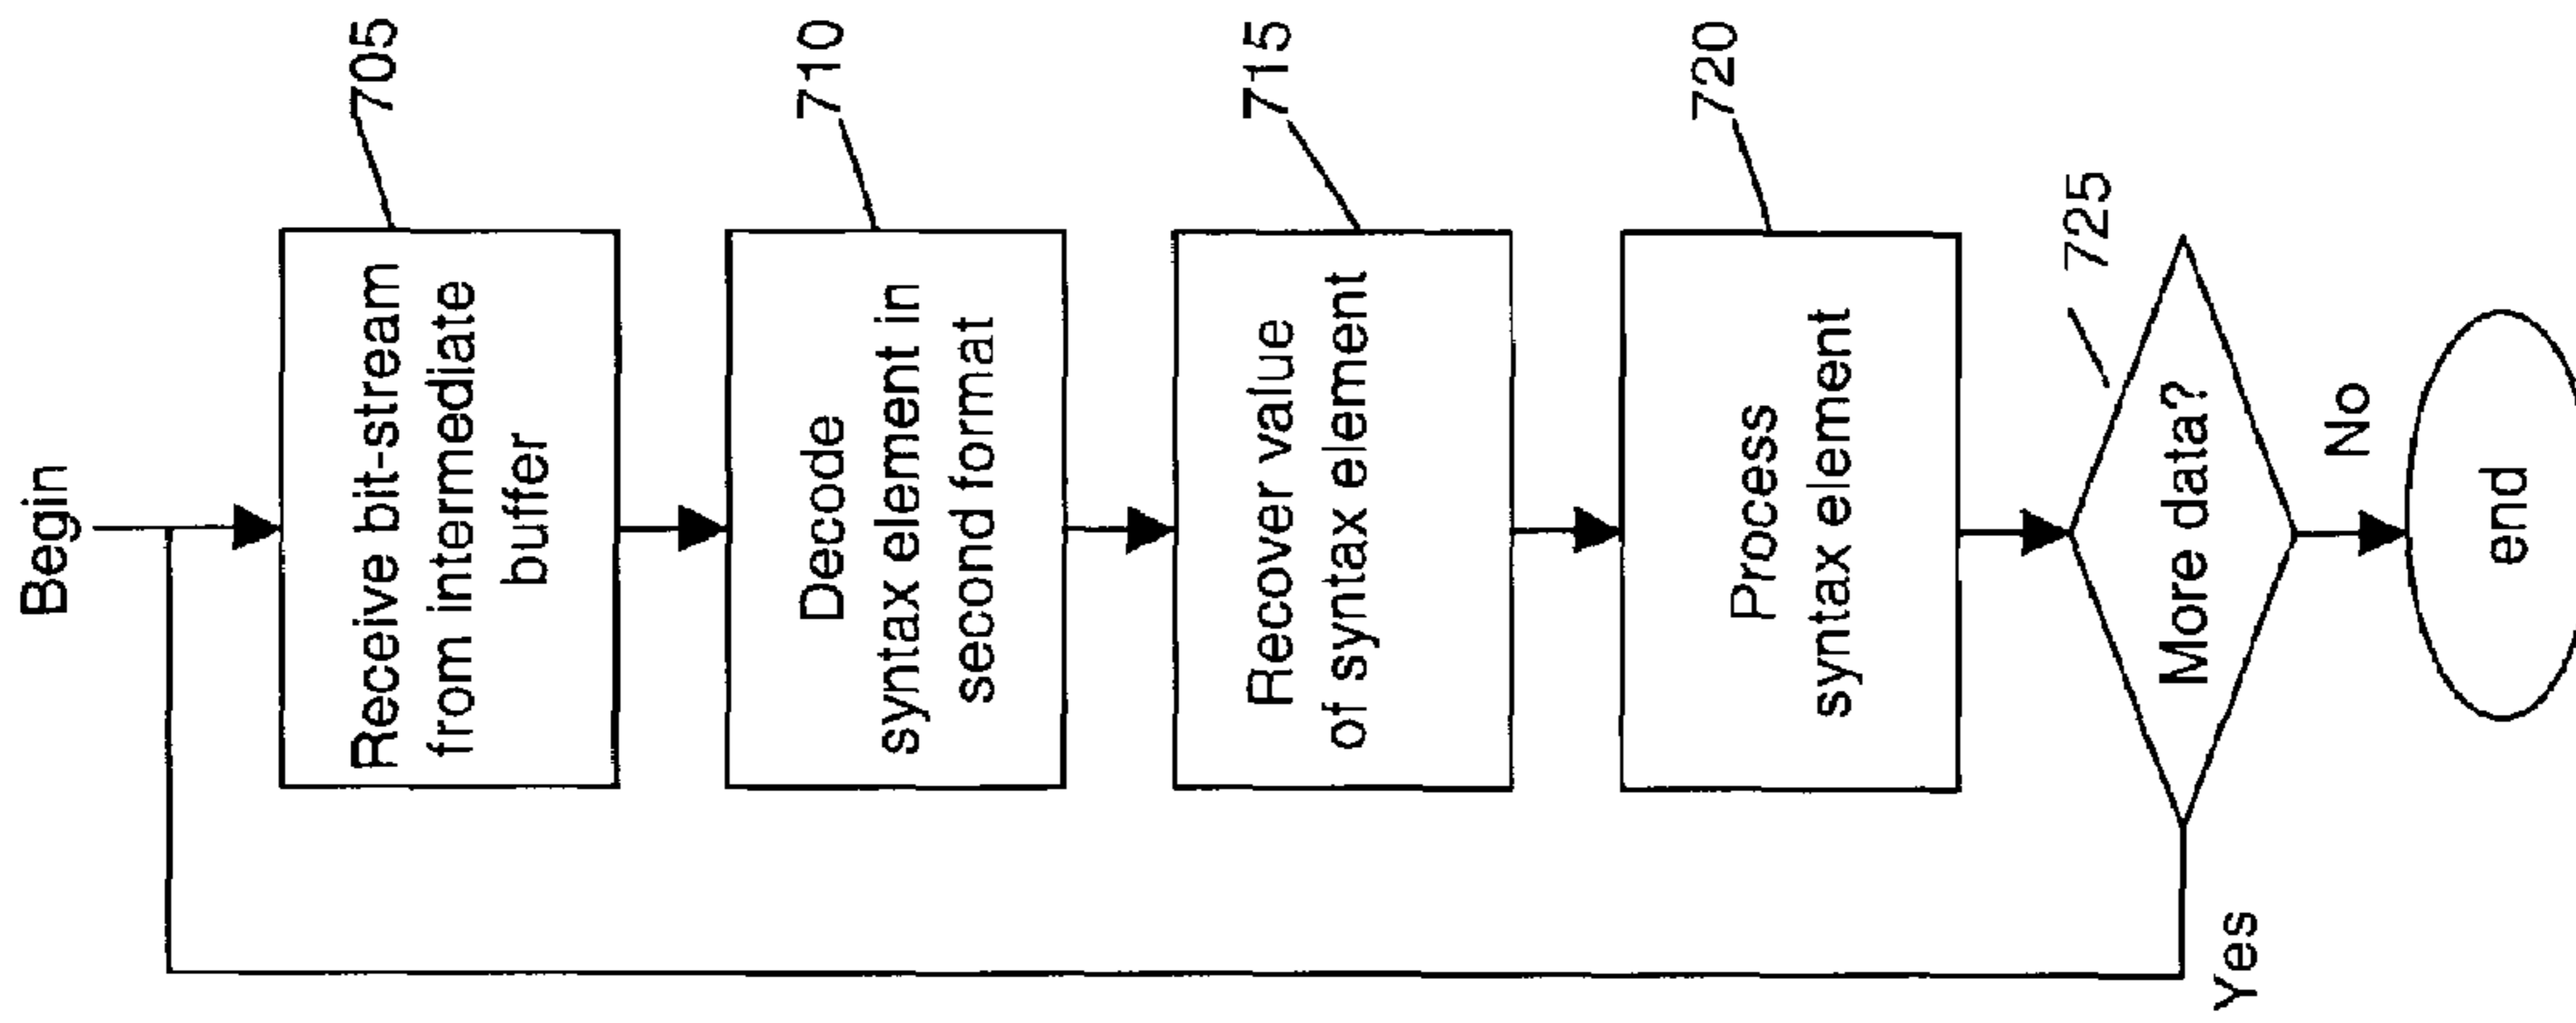 Begin
Receive bit-stream
from intermediate
buffer
705
Decode
syntax element in
second format
710
Recover value
of syntax element
715
Process
syntax element
720
More data?
725
Yes
No
end